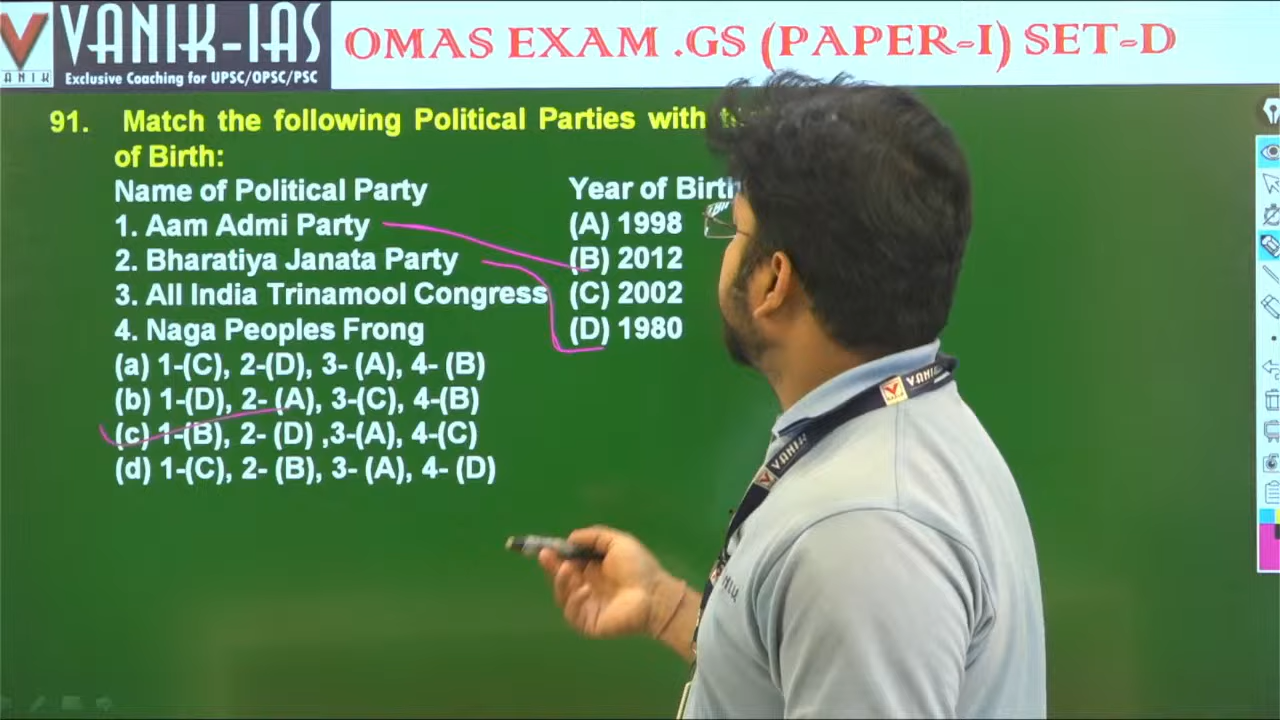 VANIK-IAS
VANIK
Exclusive Coaching for UPSC/OPSC/PSC
OMAS EXAM .GS (PAPER-I) SET-D
91. Match the following Political Parties with
of Birth:
Name of Political Party Year of Birth
1. Aam Admi Party (A) 1998
2. Bharatiya Janata Party (B) 2012
3. All India Trinamool Congress (C) 2002
4. Naga Peoples Frong (D) 1980
(a) 1-(C), 2-(D), 3- (A), 4- (B)
(b) 1-(D), 2- (A), 3-(C), 4-(B)
(c) 1-(B), 2- (D) ,3-(A), 4-(C)
(d) 1-(C), 2- (B), 3- (A), 4- (D)
VANIK
VANIK